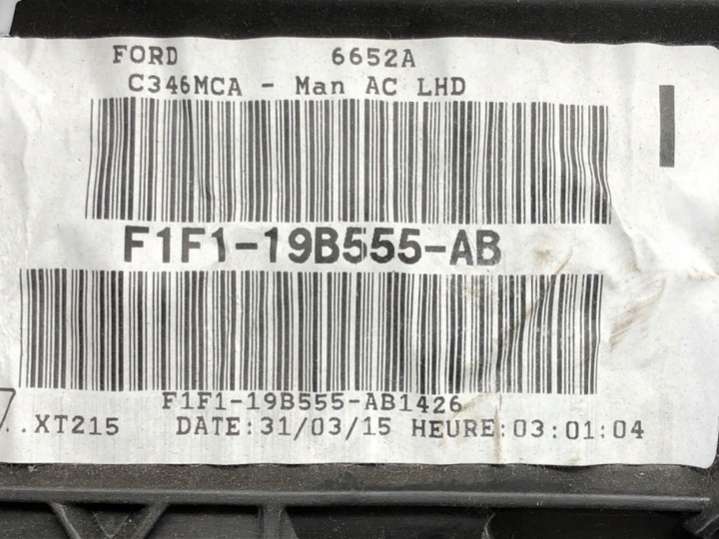 FORD 6652A
C346MCA - Man AC LHD
F1F1-19B555-AB
F1F1-19B555-AB1426
..XT215 DATE:31/03/15 HEURE:03:01:04